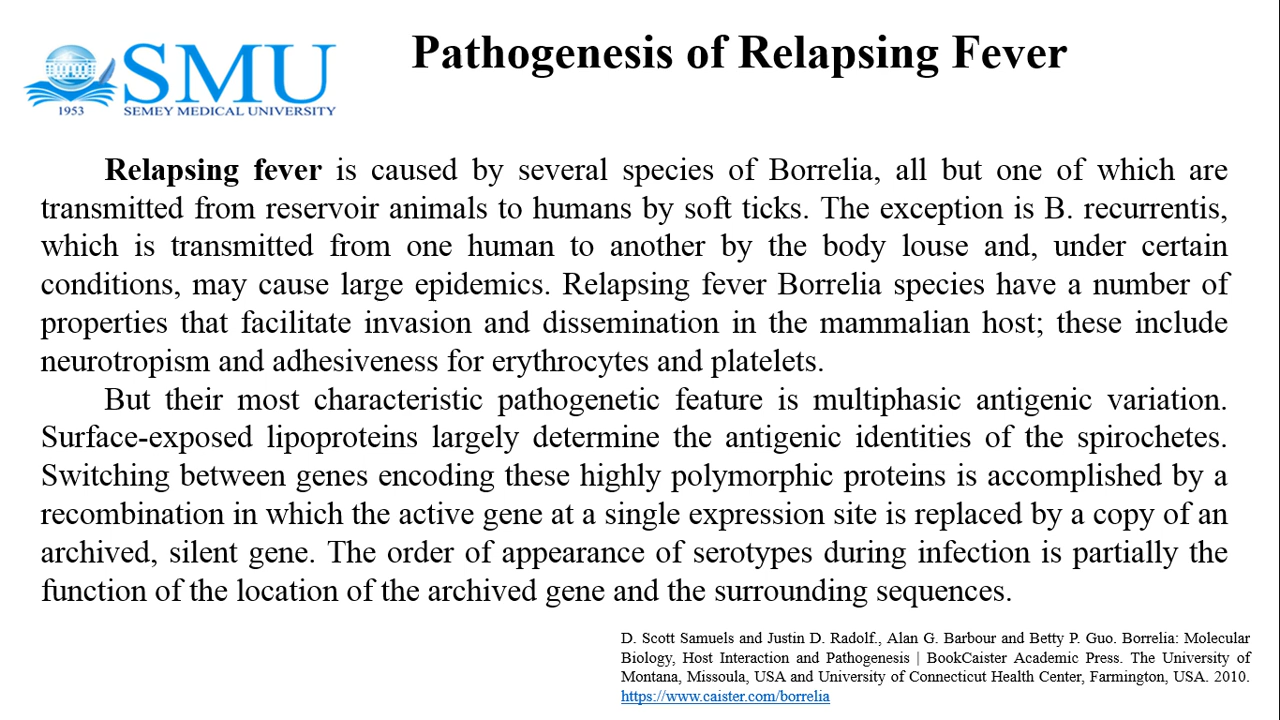 SMU
1953
SEMEY MEDICAL UNIVERSITY
Pathogenesis of Relapsing Fever
Relapsing fever is caused by several species of Borrelia, all but one of which are
transmitted from reservoir animals to humans by soft ticks. The exception is B. recurrentis,
which is transmitted from one human to another by the body louse and, under certain
conditions, may cause large epidemics. Relapsing fever Borrelia species have a number of
properties that facilitate invasion and dissemination in the mammalian host; these include
neurotropism and adhesiveness for erythrocytes and platelets.
But their most characteristic pathogenetic feature is multiphasic antigenic variation.
Surface-exposed lipoproteins largely determine the antigenic identities of the spirochetes.
Switching between genes encoding these highly polymorphic proteins is accomplished by a
recombination in which the active gene at a single expression site is replaced by a copy of an
archived, silent gene. The order of appearance of serotypes during infection is partially the
function of the location of the archived gene and the surrounding sequences.
D. Scott Samuels and Justin D. Radolf., Alan G. Barbour and Betty P. Guo. Borrelia: Molecular
Biology, Host Interaction and Pathogenesis | BookCaister Academic Press. The University of
Montana, Missoula, USA and University of Connecticut Health Center, Farmington, USA. 2010.
https://www.caister.com/borrelia